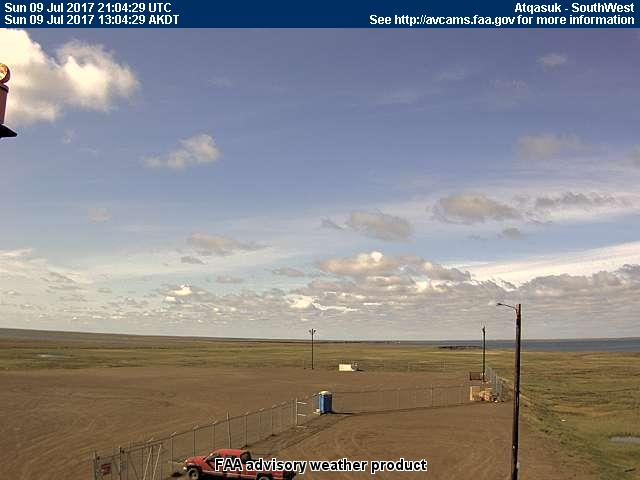 Sun 09 Jul 2017 21:04:29 UTC
Atqasuk - SouthWest
Sun 09 Jul 2017 13:04:29 AKDT
See http://avcams.faa.gov for more information
FAA advisory weather product